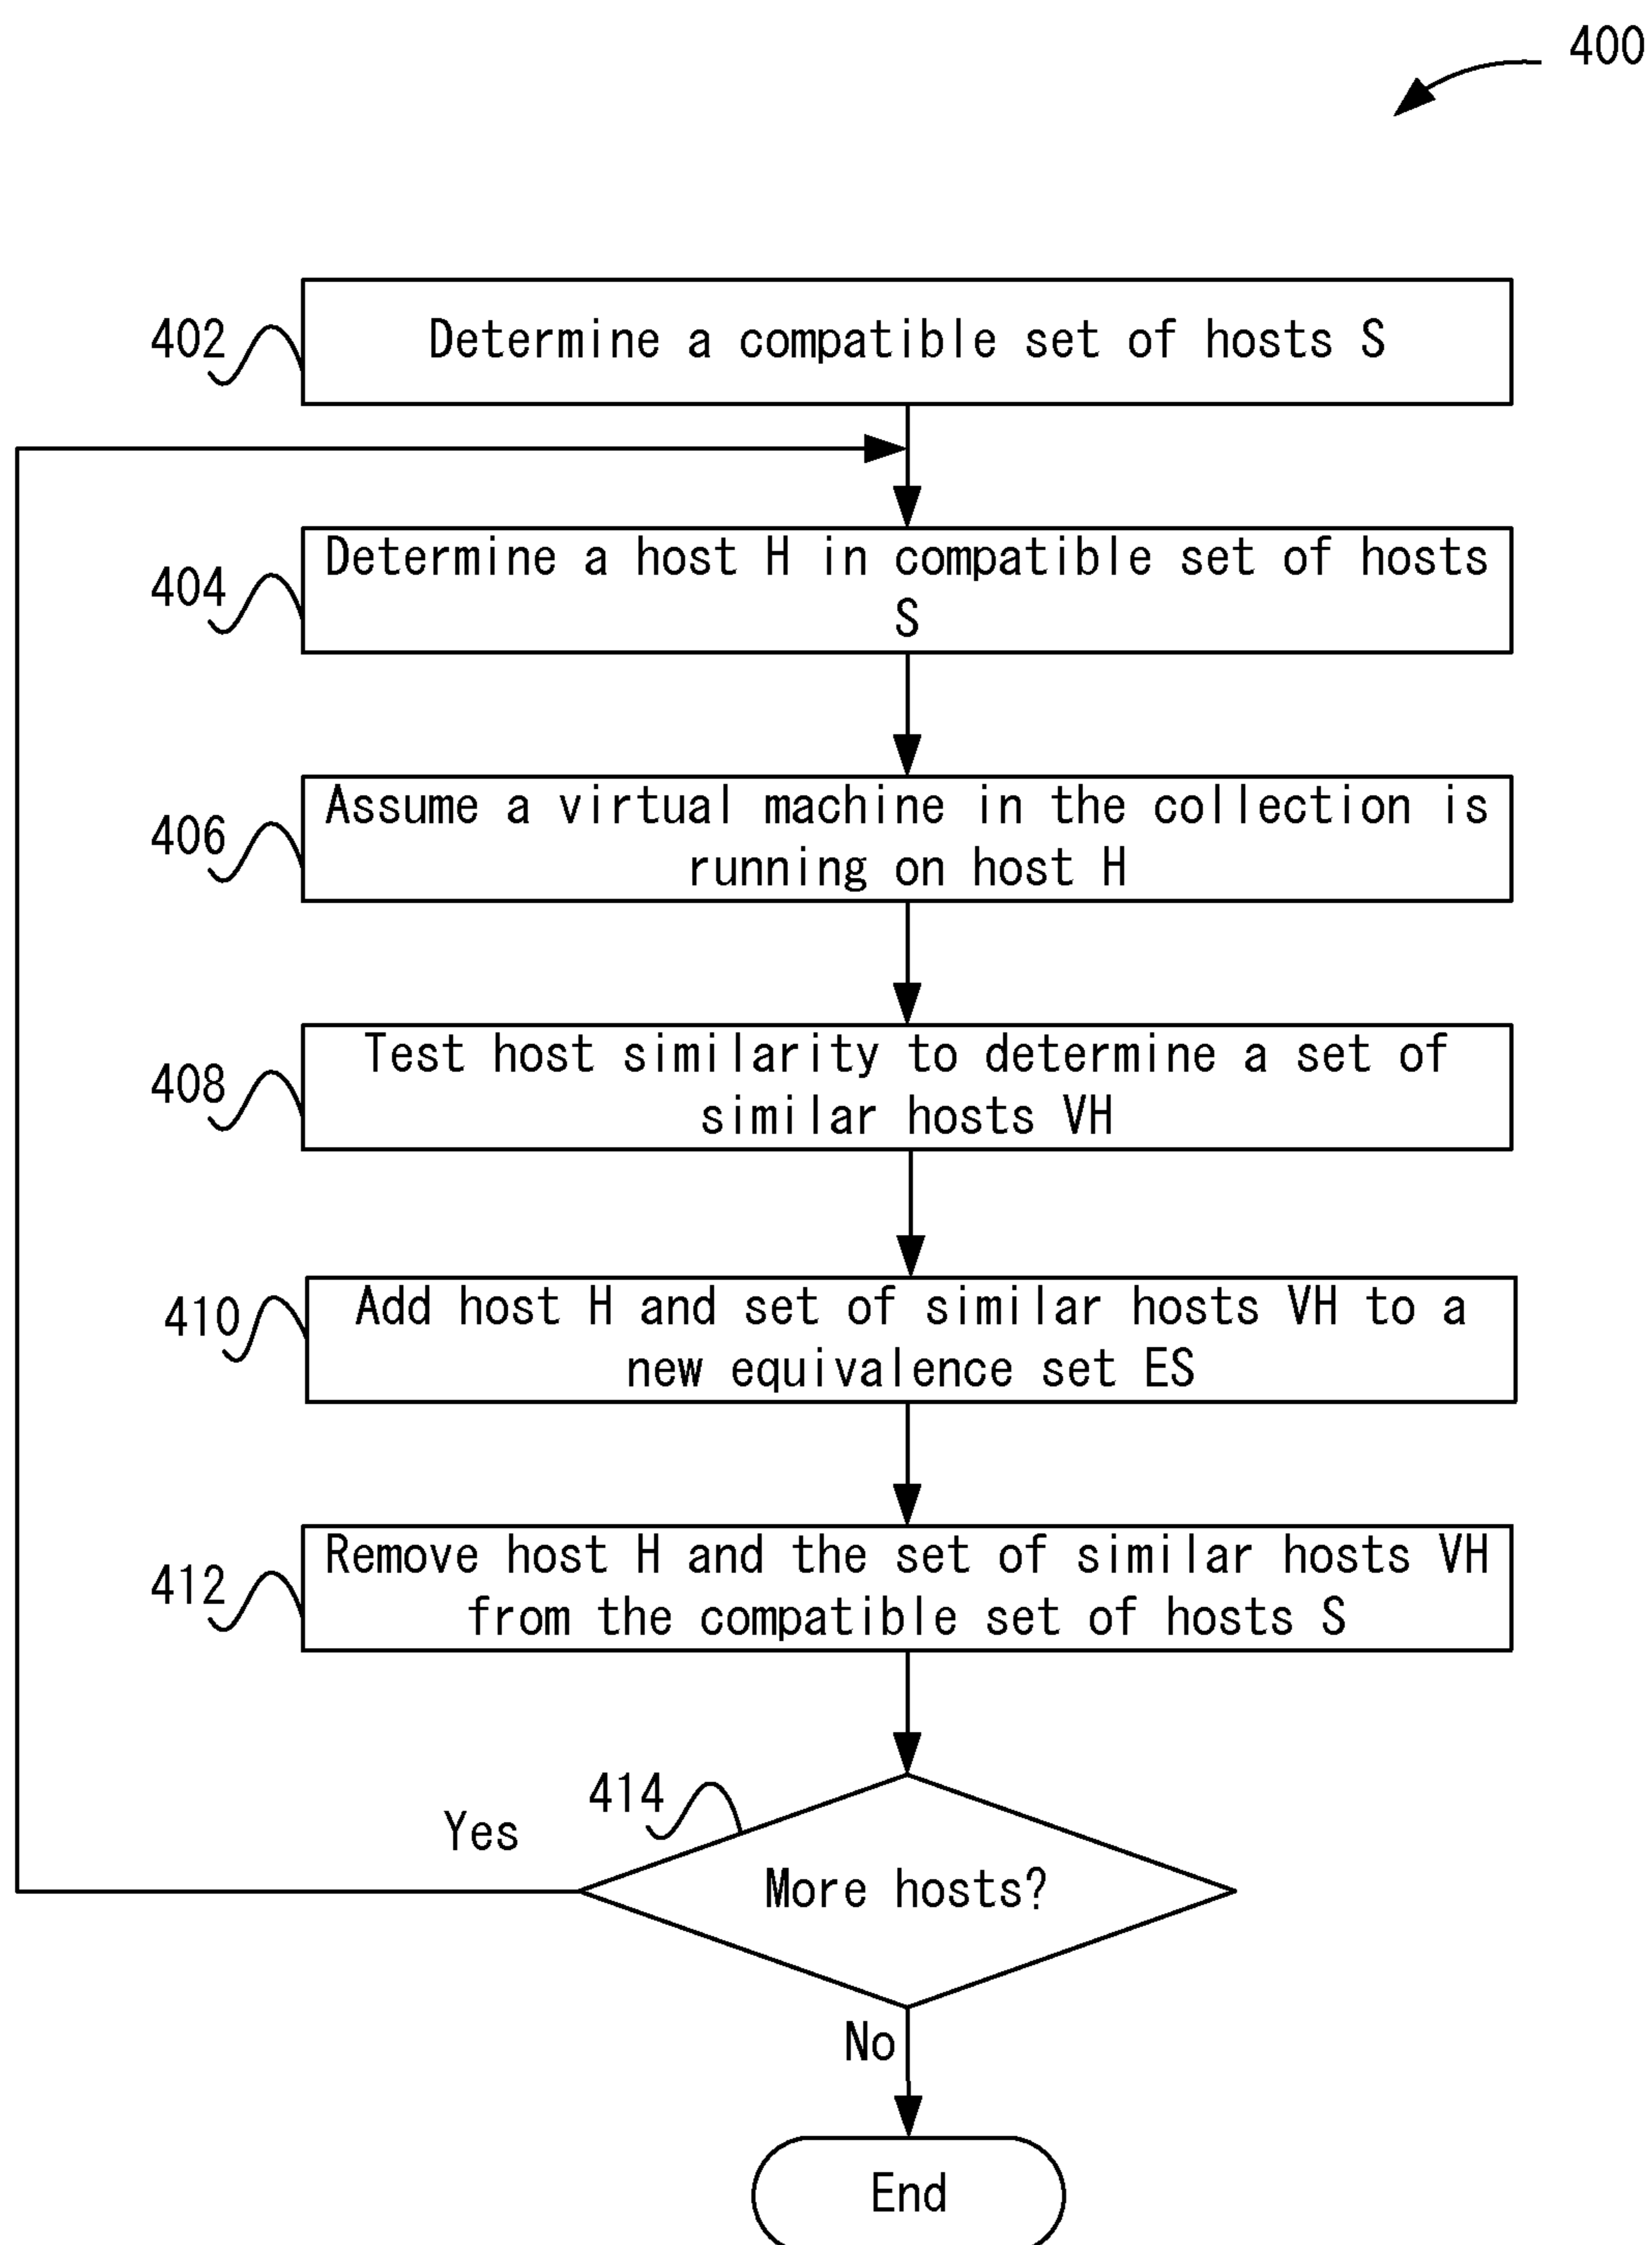 400
402
Determine a compatible set of hosts S
404
Determine a host H in compatible set of hosts
S
406
Assume a virtual machine in the collection is
running on host H
408
Test host similarity to determine a set of
similar hosts VH
410
Add host H and set of similar hosts VH to a
new equivalence set ES
412
Remove host H and the set of similar hosts VH
from the compatible set of hosts S
414
Yes
More hosts?
No
End